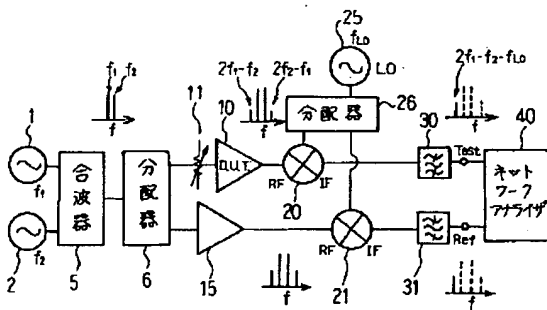 25
fLO
LO
分配器
26
f1
f2
f
2f1-f2
2f2-f1
f
2f1-f2-fLO
f
1
f1
2
f2
合波器
5
分配器
6
11
10
D.U.T.
RF
IF
20
30
Test
40
ネットワークアナライザ
15
RF
IF
21
31
Ref
f
f